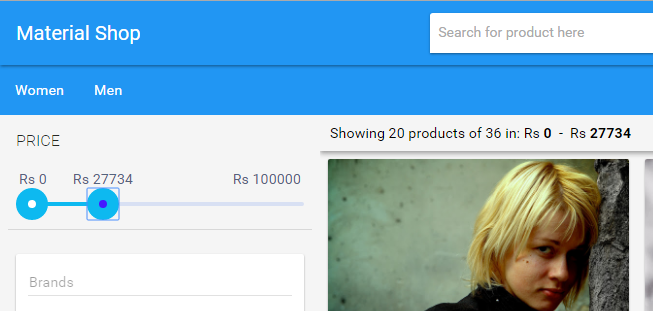 Material Shop
Search for product here
Women Men
PRICE
Showing 20 products of 36 in: Rs 0 - Rs 27734
Rs 0 Rs 27734 Rs 100000
Brands